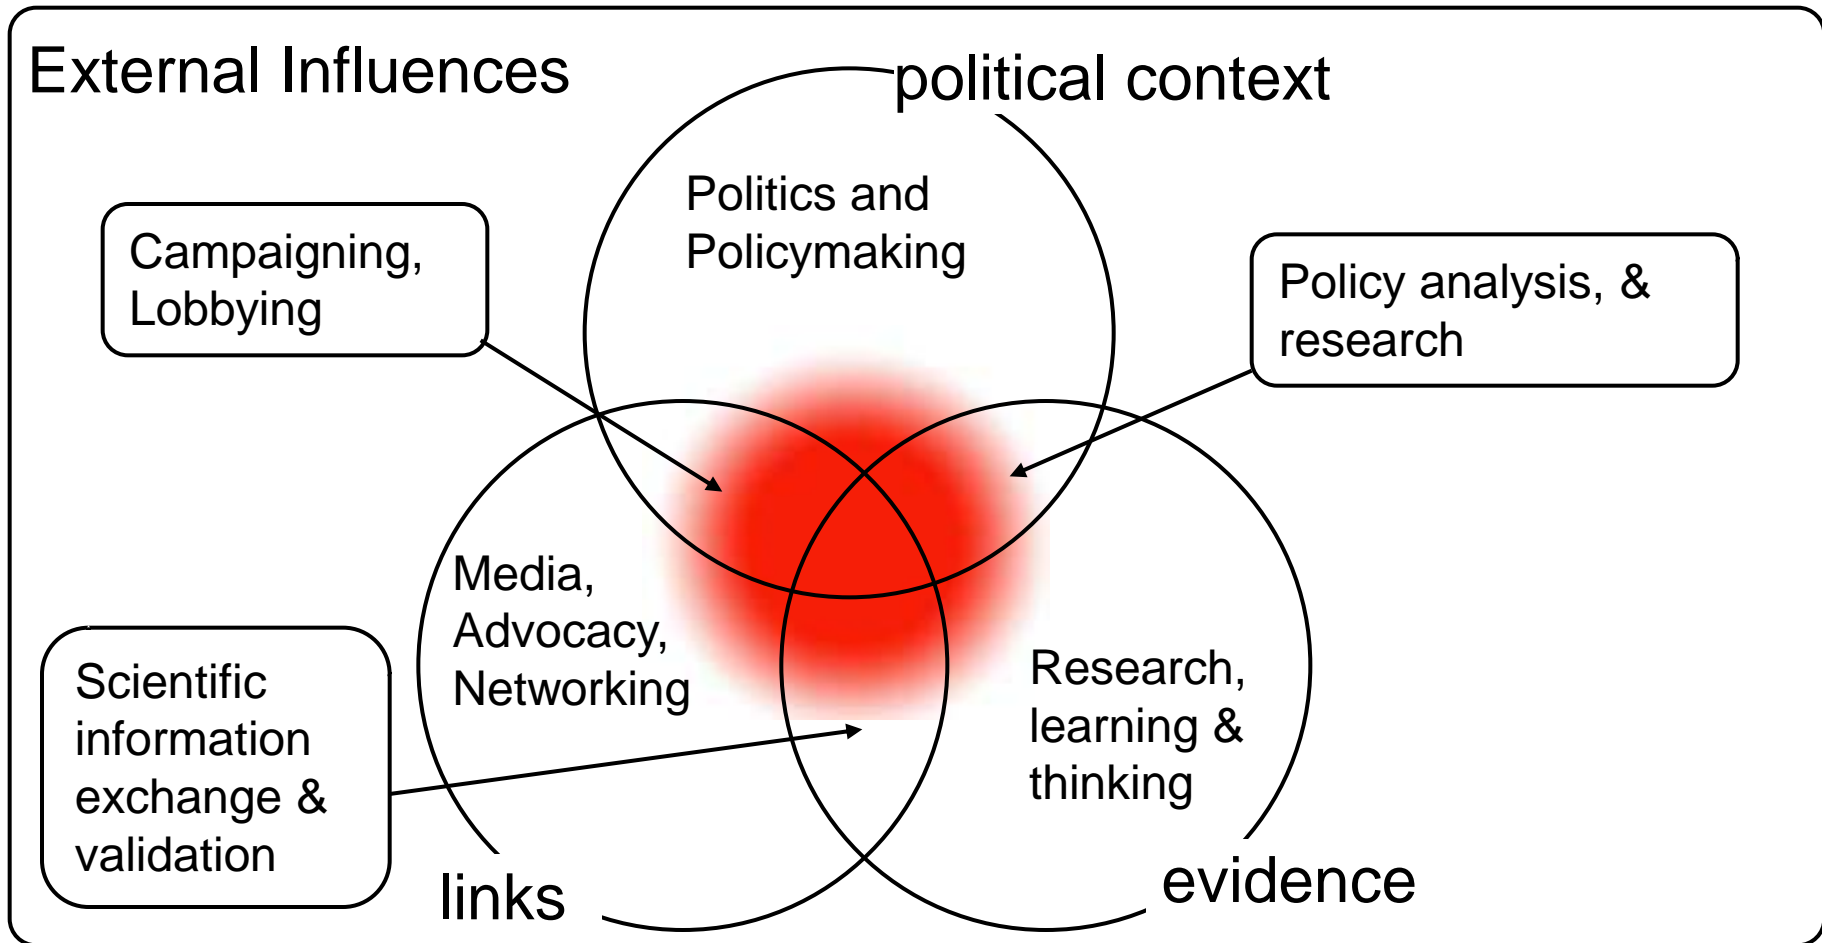 External Influences
political context
Politics and
Policymaking
Campaigning,
Lobbying
Policy analysis, &
research
Media,
Advocacy,
Networking
Scientific
information
exchange &
validation
Research,
learning &
thinking
links
evidence